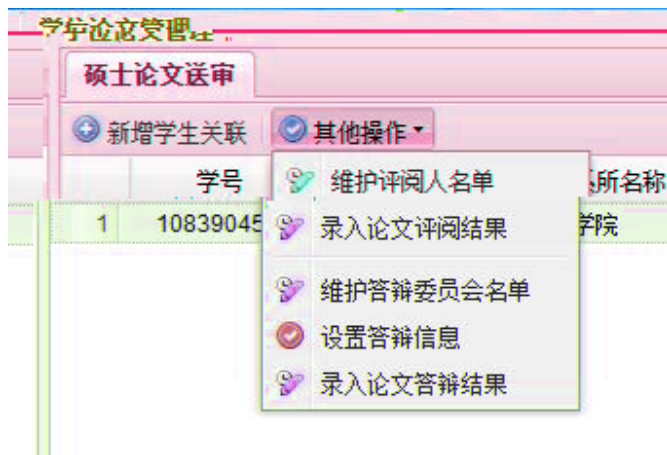 硕士论文送审
新增学生关联 其他操作
学号 所名称
维护评阅人名单
1 10839045 学院
录入论文评阅结果
维护答辩委员会名单
设置答辩信息
录入论文答辩结果